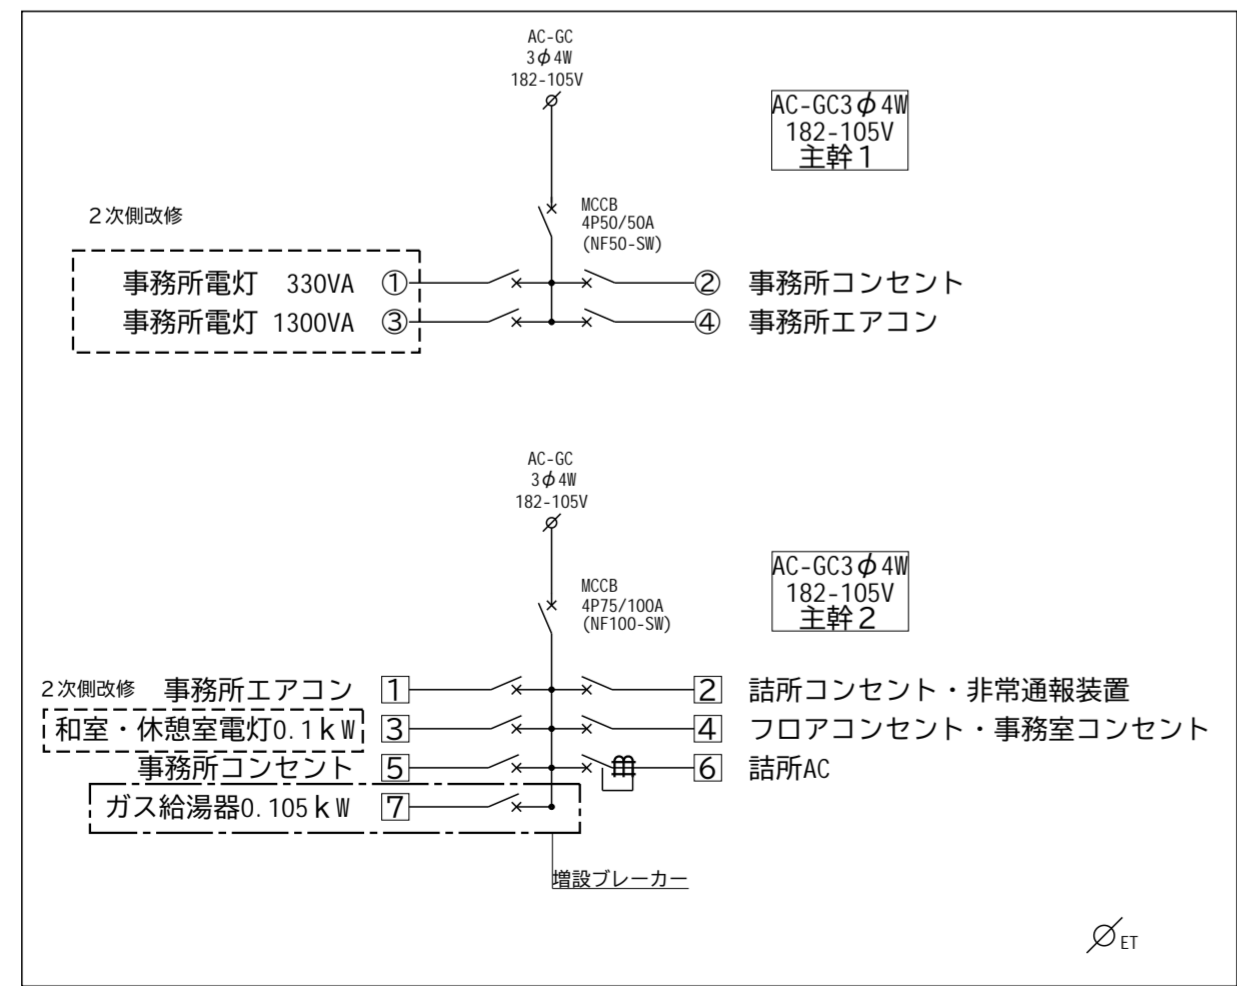 AC-GC
3φ4W
182-105V
AC-GC3φ4W
182-105V
主幹1
2次側改修
MCCB
4P50/50A
(NF50-SW)
事務所電灯 330VA ① ② 事務所コンセント
事務所電灯 1300VA ③ ④ 事務所エアコン
AC-GC
3φ4W
182-105V
AC-GC3φ4W
182-105V
主幹2
MCCB
4P75/100A
(NF100-SW)
2次側改修 事務所エアコン 1 2 詰所コンセント・非常通報装置
和室・休憩室電灯0.1kW 3 4 フロアコンセント・事務室コンセント
事務所コンセント 5 6 詰所AC
ガス給湯器0.105kW 7
増設ブレーカー
ET